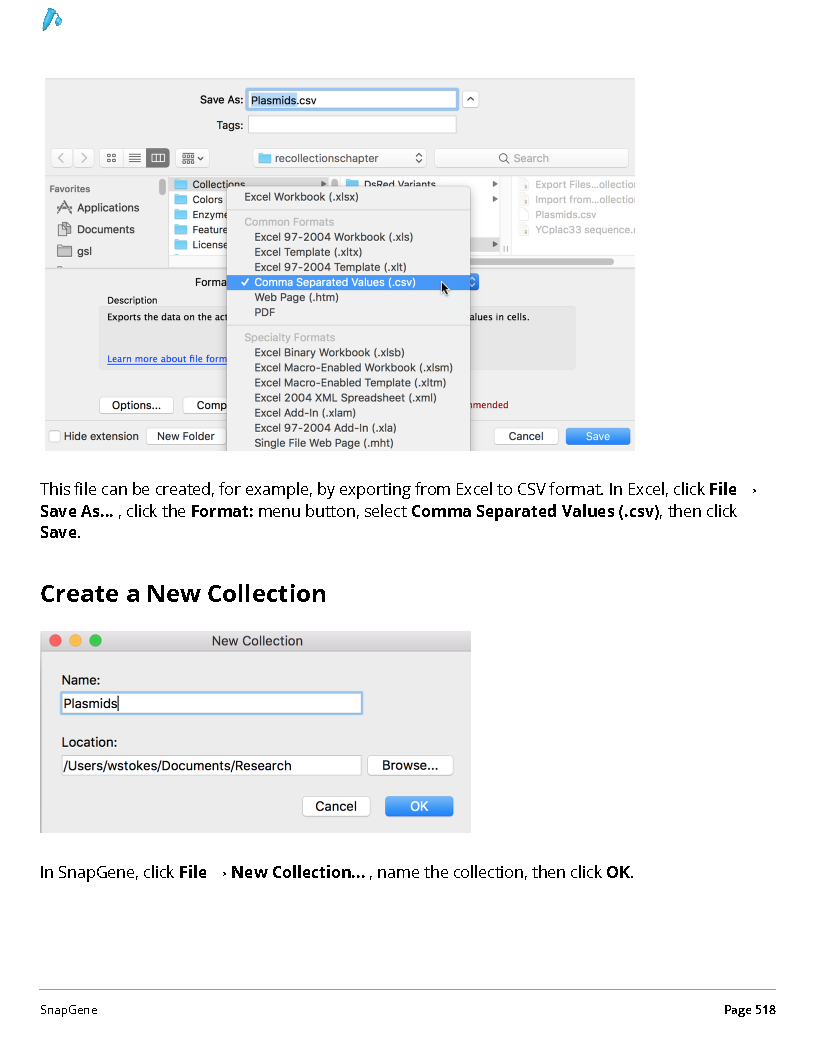 Save As: Plasmids.csv
Tags:
recollectionschapter
Search
Favorites
Applications
Documents
gsl
Collections
Colors
Enzyme
Feature
License
DsRed Variants
Export Files...ollection
Import from...ollection
Plasmids.csv
YCplac33 sequence.
Excel Workbook (.xlsx)
Common Formats
Excel 97-2004 Workbook (.xls)
Excel Template (.xltx)
Excel 97-2004 Template (.xlt)
Forma
✓ Comma Separated Values (.csv)
Web Page (.htm)
PDF
Description
Exports the data on the act
alues in cells.
Learn more about file form
Specialty Formats
Excel Binary Workbook (.xlsb)
Excel Macro-Enabled Workbook (.xlsm)
Excel Macro-Enabled Template (.xltm)
Excel 2004 XML Spreadsheet (.xml)
Excel Add-In (.xlam)
Excel 97-2004 Add-In (.xla)
Single File Web Page (.mht)
Options...
Comp
mmended
Hide extension
New Folder
Cancel
Save
This file can be created, for example, by exporting from Excel to CSV format. In Excel, click File →
Save As... , click the Format: menu button, select Comma Separated Values (.csv), then click
Save.
Create a New Collection
New Collection
Name:
Plasmids
Location:
/Users/wstokes/Documents/Research
Browse...
Cancel
OK
In SnapGene, click File → New Collection... , name the collection, then click OK.
SnapGene
Page 518